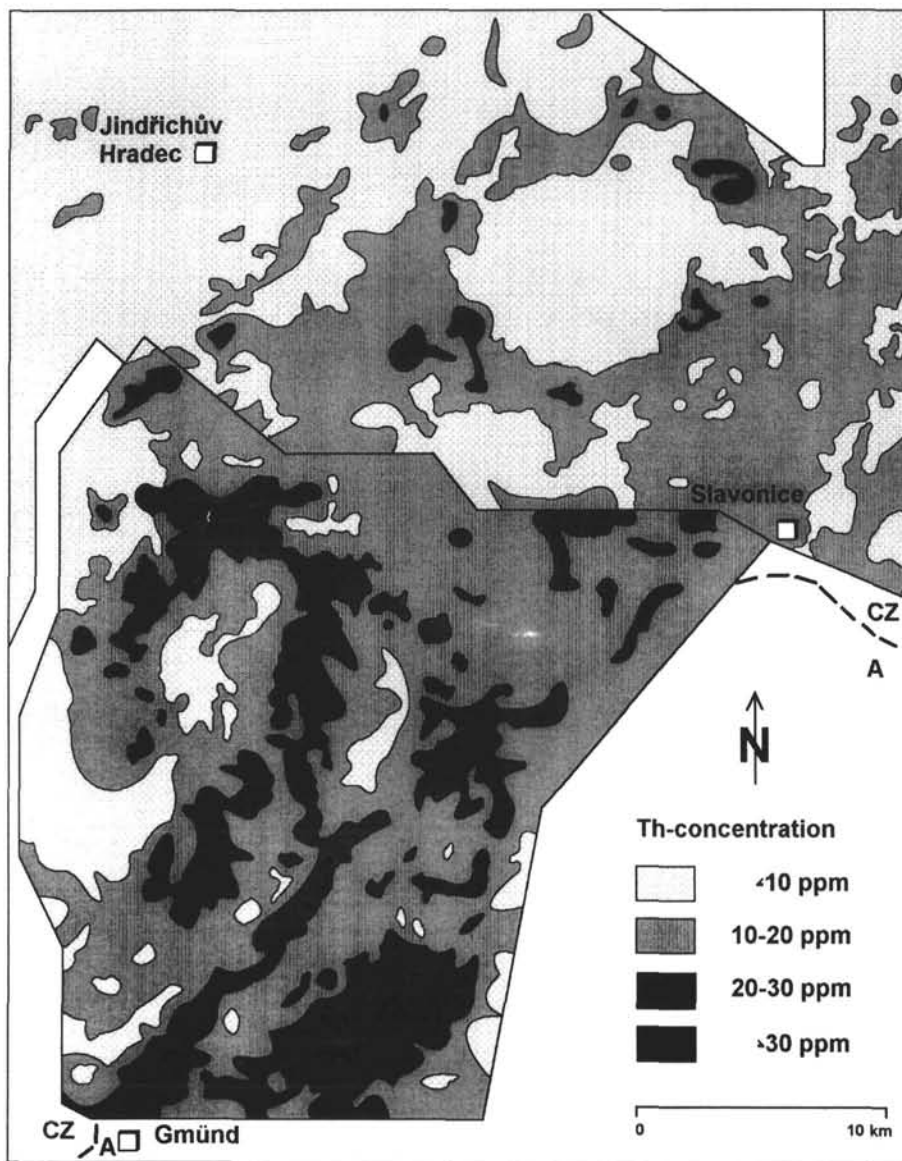 Jindřichův
Hradec
Slavonice
CZ
A
N
Th-concentration
<10 ppm
10-20 ppm
20-30 ppm
>30 ppm
0 10 km
CZ
A Gmünd